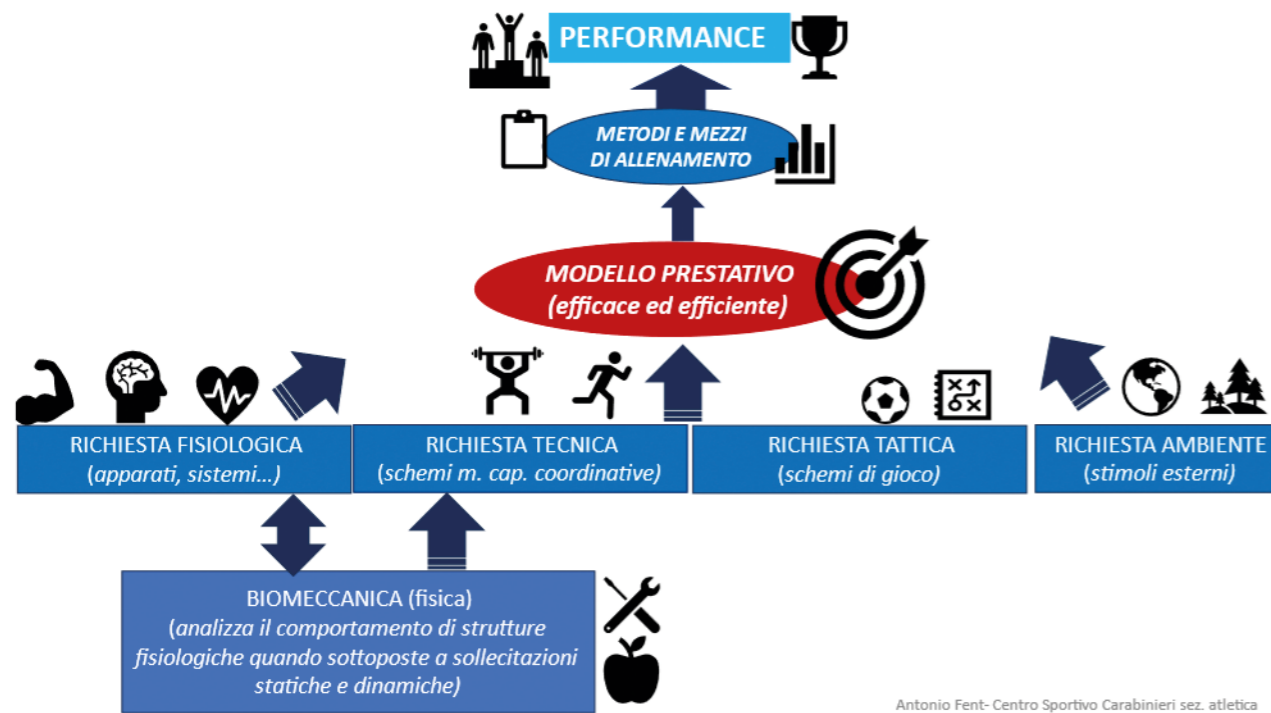 PERFORMANCE
METODI E MEZZI
DI ALLENAMENTO
MODELLO PRESTATIVO
(efficace ed efficiente)
RICHIESTA FISIOLOGICA
(apparati, sistemi...)
RICHIESTA TECNICA
(schemi m. cap. coordinative)
RICHIESTA TATTICA
(schemi di gioco)
RICHIESTA AMBIENTE
(stimoli esterni)
BIOMECCANICA (fisica)
(analizza il comportamento di strutture
fisiologiche quando sottoposte a sollecitazioni
statiche e dinamiche)
Antonio Fent- Centro Sportivo Carabinieri sez. atletica